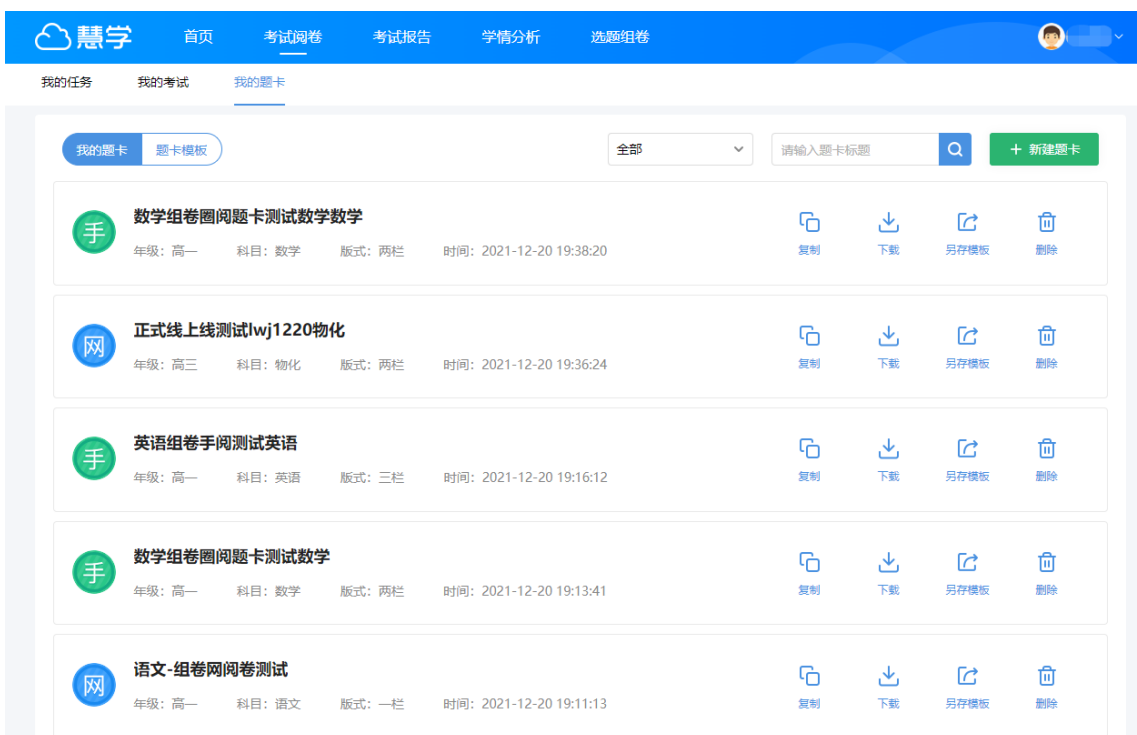 慧学 首页 考试阅卷 考试报告 学情分析 选题组卷
我的任务 我的考试 我的题卡
我的题卡 题卡模板 全部 请输入题卡标题 + 新建题卡
手 数学组卷圈阅题卡测试数学数学
年级：高一 科目：数学 版式：两栏 时间：2021-12-20 19:38:20
复制 下载 另存模板 删除
网 正式线上线测试lwj1220物化
年级：高三 科目：物化 版式：两栏 时间：2021-12-20 19:36:24
复制 下载 另存模板 删除
手 英语组卷手阅测试英语
年级：高一 科目：英语 版式：三栏 时间：2021-12-20 19:16:12
复制 下载 另存模板 删除
手 数学组卷圈阅题卡测试数学
年级：高一 科目：数学 版式：两栏 时间：2021-12-20 19:13:41
复制 下载 另存模板 删除
网 语文-组卷网阅卷测试
年级：高一 科目：语文 版式：一栏 时间：2021-12-20 19:11:13
复制 下载 另存模板 删除